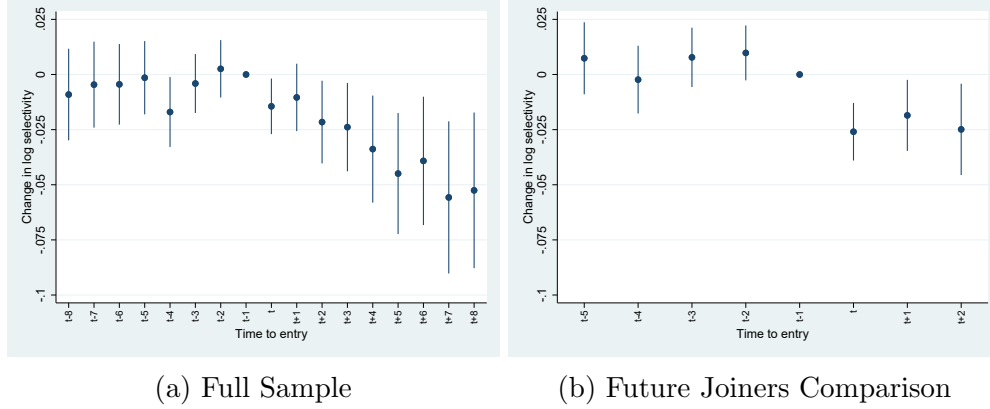 Change in log selectivity
.025
0
-.025
-.05
-.075
-.1
t-8 t-7 t-6 t-5 t-4 t-3 t-2 t-1 t t+1 t+2 t+3 t+4 t+5 t+6 t+7 t+8
Time to entry
(a) Full Sample
Change in log selectivity
.025
0
-.025
-.05
-.075
-.1
t-5 t-4 t-3 t-2 t-1 t t+1 t+2
Time to entry
(b) Future Joiners Comparison